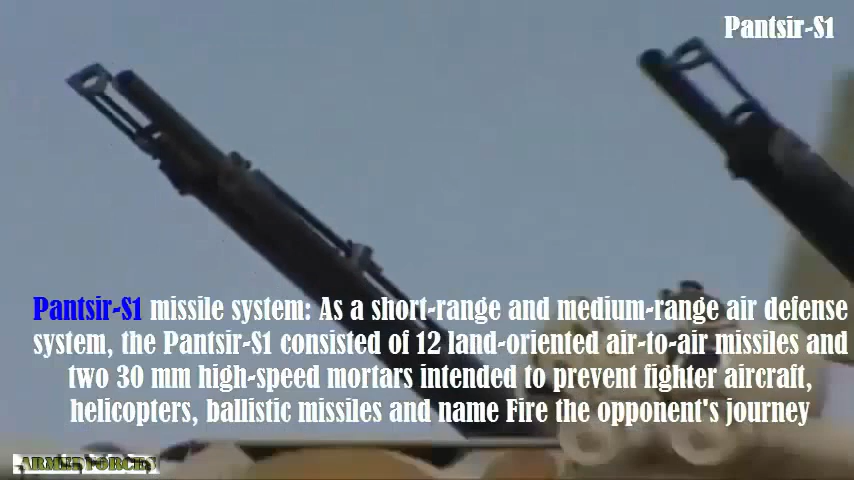 Pantsir-S1
Pantsir-S1 missile system: As a short-range and medium-range air defense
system, the Pantsir-S1 consisted of 12 land-oriented air-to-air missiles and
two 30 mm high-speed mortars intended to prevent fighter aircraft,
helicopters, ballistic missiles and name Fire the opponent's journey
ARMED FORCES